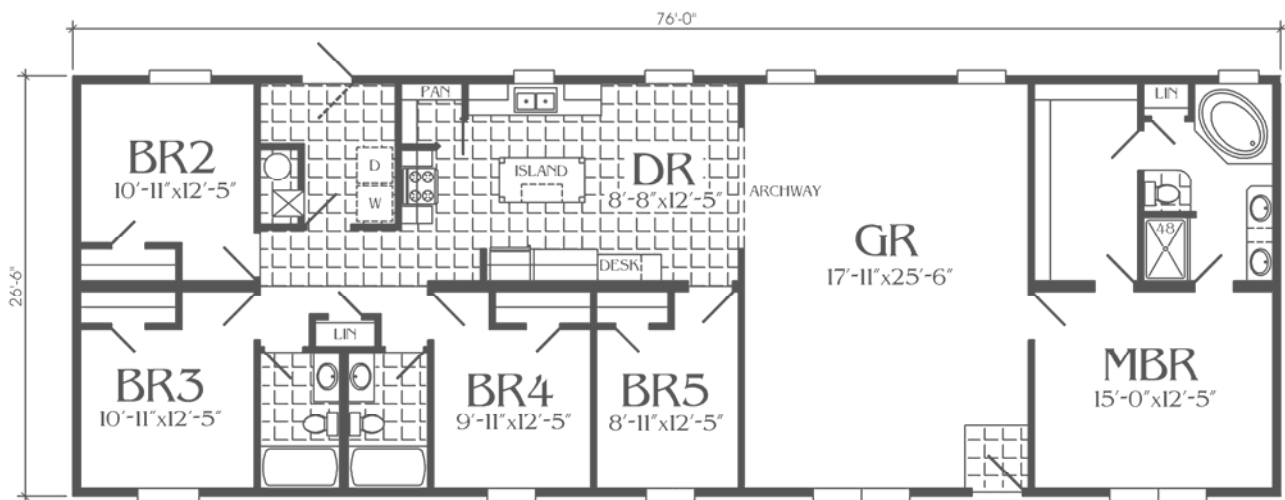 76'-0"
26'-6"
PAN
LIN
BR2
10'-11"x12'-5"
D
W
ISLAND
DR
8'-8"x12'-5"
ARCHWAY
GR
17'-11"x25'-6"
48
DESK
LIN
BR3
10'-11"x12'-5"
BR4
9'-11"x12'-5"
BR5
8'-11"x12'-5"
MBR
15'-0"x12'-5"